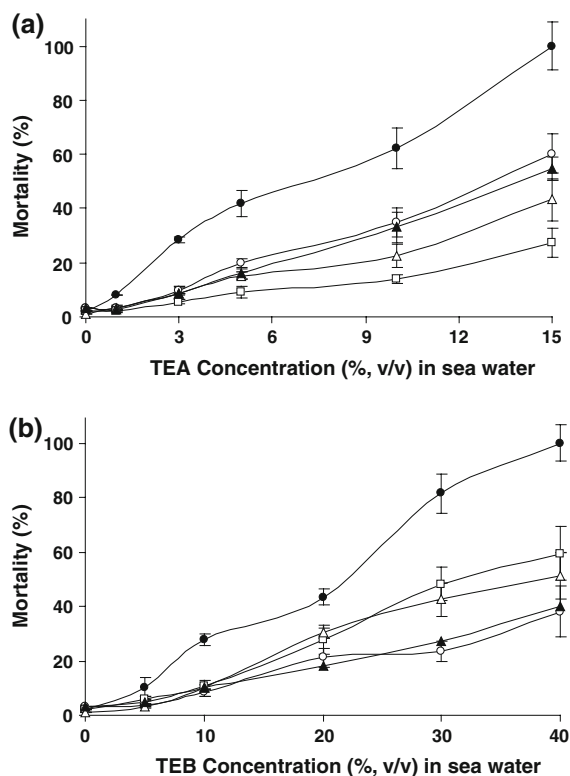 (a)
100
80
60
40
20
0
Mortality (%)
0 3 6 9 12 15
TEA Concentration (%, v/v) in sea water
(b)
100
80
60
40
20
0
Mortality (%)
0 10 20 30 40
TEB Concentration (%, v/v) in sea water